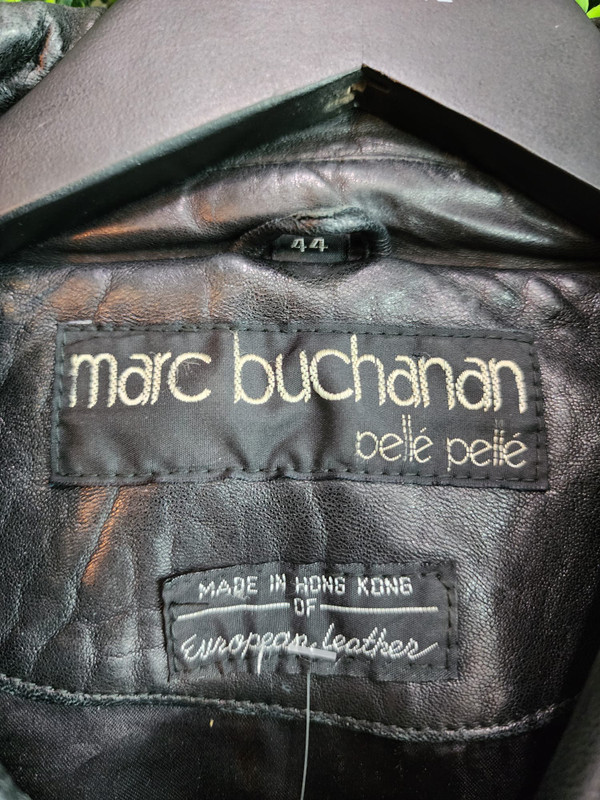 44
marc buchanan
pellé pellé
MADE IN HONG KONG
OF
European leather